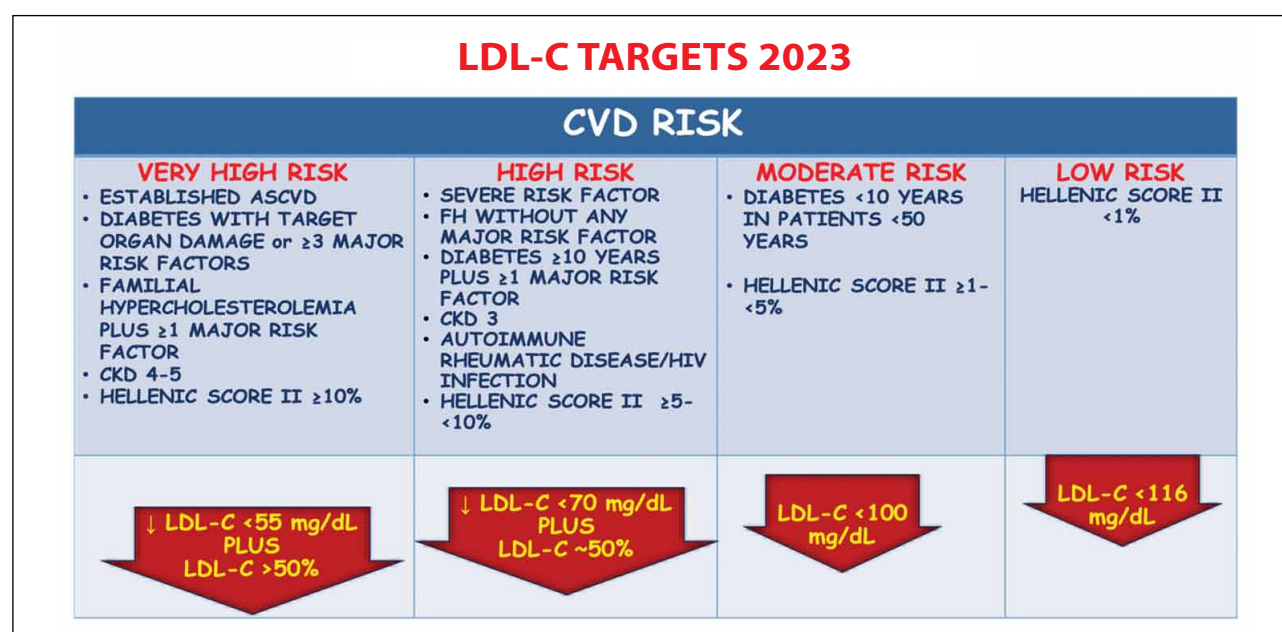 LDL-C TARGETS 2023
CVD RISK
VERY HIGH RISK
• ESTABLISHED ASCVD
• DIABETES WITH TARGET
ORGAN DAMAGE or ≥3 MAJOR
RISK FACTORS
• FAMILIAL
HYPERCHOLESTEROLEMIA
PLUS ≥1 MAJOR RISK
FACTOR
• CKD 4-5
• HELLENIC SCORE II ≥10%
HIGH RISK
• SEVERE RISK FACTOR
• FH WITHOUT ANY
MAJOR RISK FACTOR
• DIABETES ≥10 YEARS
PLUS ≥1 MAJOR RISK
FACTOR
• CKD 3
• AUTOIMMUNE
RHEUMATIC DISEASE/HIV
INFECTION
• HELLENIC SCORE II ≥5-
<10%
MODERATE RISK
• DIABETES <10 YEARS
IN PATIENTS <50
YEARS
• HELLENIC SCORE II ≥1-
<5%
LOW RISK
HELLENIC SCORE II
<1%
↓ LDL-C <55 mg/dL
PLUS
LDL-C >50%
↓ LDL-C <70 mg/dL
PLUS
LDL-C ~50%
LDL-C <100
mg/dL
LDL-C <116
mg/dL